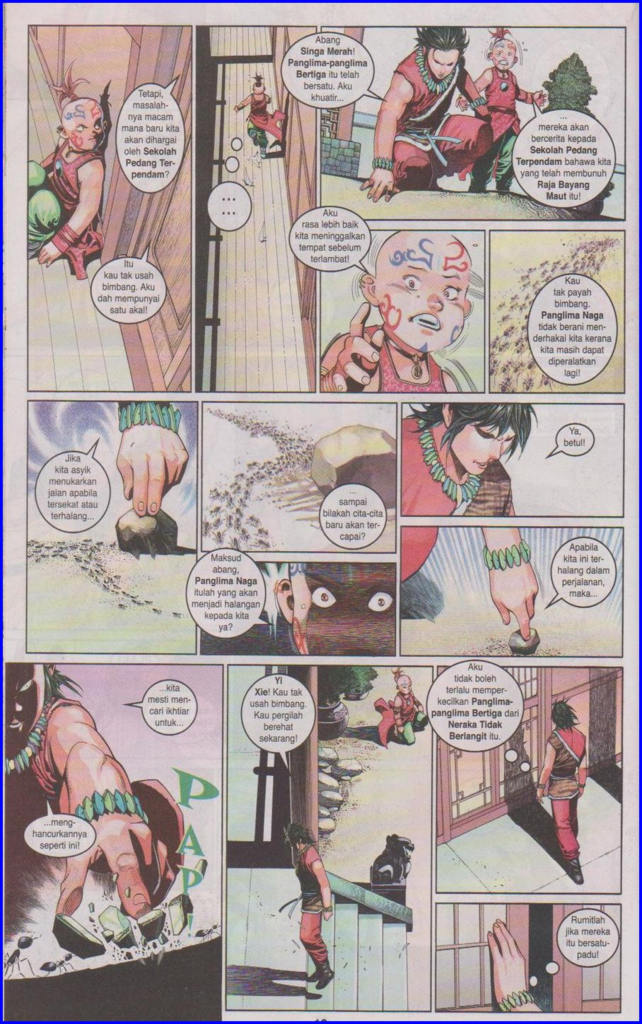 Tetapi,
masalah-
nya macam
mana baru kita
akan dihargai
oleh Sekolah
Pedang Ter-
pendam?
Itu
kau tak usah
bimbang. Aku
dah mempunyai
satu akal!
...
...
Abang
Singa Merah!
Panglima-panglima
Bertiga itu telah
bersatu. Aku
khuatir...
...
mereka akan
bercerita kepada
Sekolah Pedang
Terpendam bahawa kita
yang telah membunuh
Raja Bayang
Maut itu!
Aku
rasa lebih baik
kita meninggalkan
tempat sebelum
terlambat!
Kau
tak payah
bimbang.
Panglima Naga
tidak berani men-
derhakai kita kerana
kita masih dapat
diperalatkan
lagi!
Jika
kita asyik
menukarkan
jalan apabila
tersekat atau
terhalang...
...
sampai
bilakah cita-cita
baru akan ter-
capai?
Maksud
abang,
Panglima Naga
itulah yang akan
menjadi halangan
kepada kita
ya?
Ya,
betul!
Apabila
kita ini ter-
halang dalam
perjalanan,
maka...
...kita
mesti men-
cari ikhtiar
untuk...
...meng-
hancurkannya
seperti ini!
PAP!
Yi
Xie! Kau tak
usah bimbang.
Kau pergilah
berehat
sekarang!
Aku
tidak boleh
terlalu memper-
kecilkan Panglima-
panglima Bertiga dari
Neraka Tidak
Berlangit itu.
Rumitlah
jika mereka
itu bersatu-
padu!